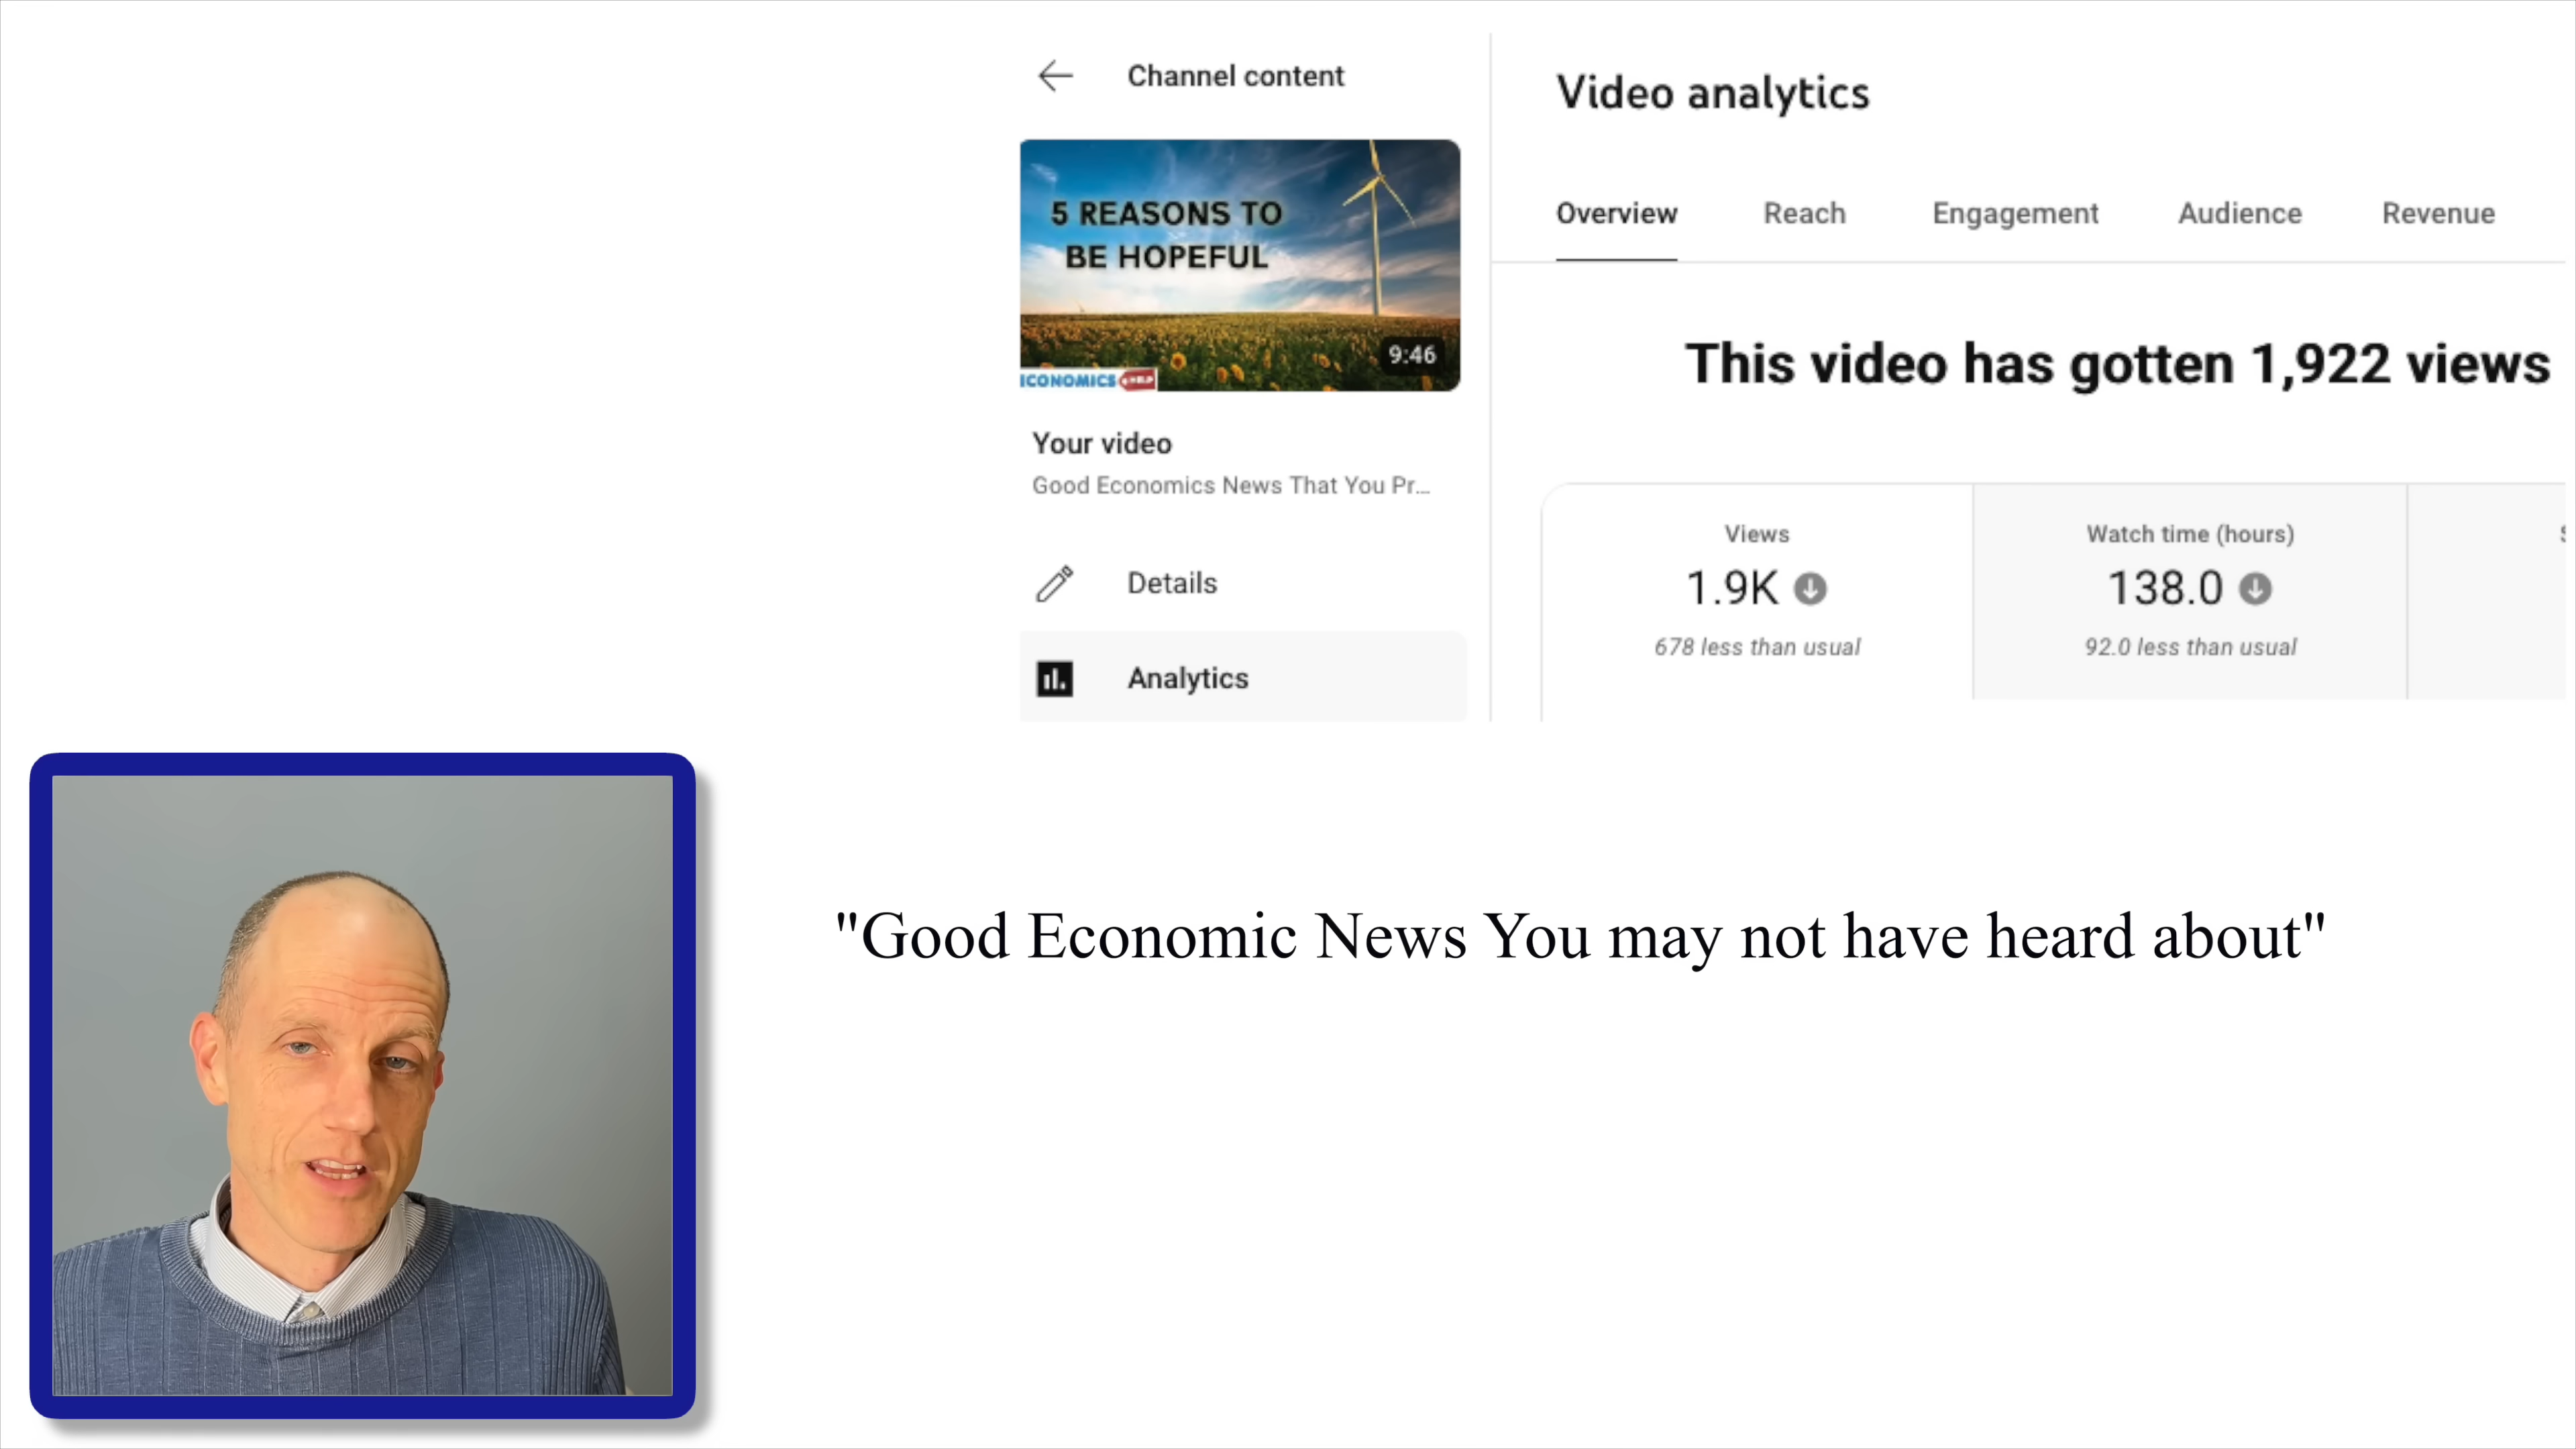 Channel content
5 REASONS TO
BE HOPEFUL
9:46
ECONOMICS HELP
Your video
Good Economics News That You Pr...
Details
Analytics
Video analytics
Overview Reach Engagement Audience Revenue
This video has gotten 1,922 views
Views
1.9K
678 less than usual
Watch time (hours)
138.0
92.0 less than usual
"Good Economic News You may not have heard about"